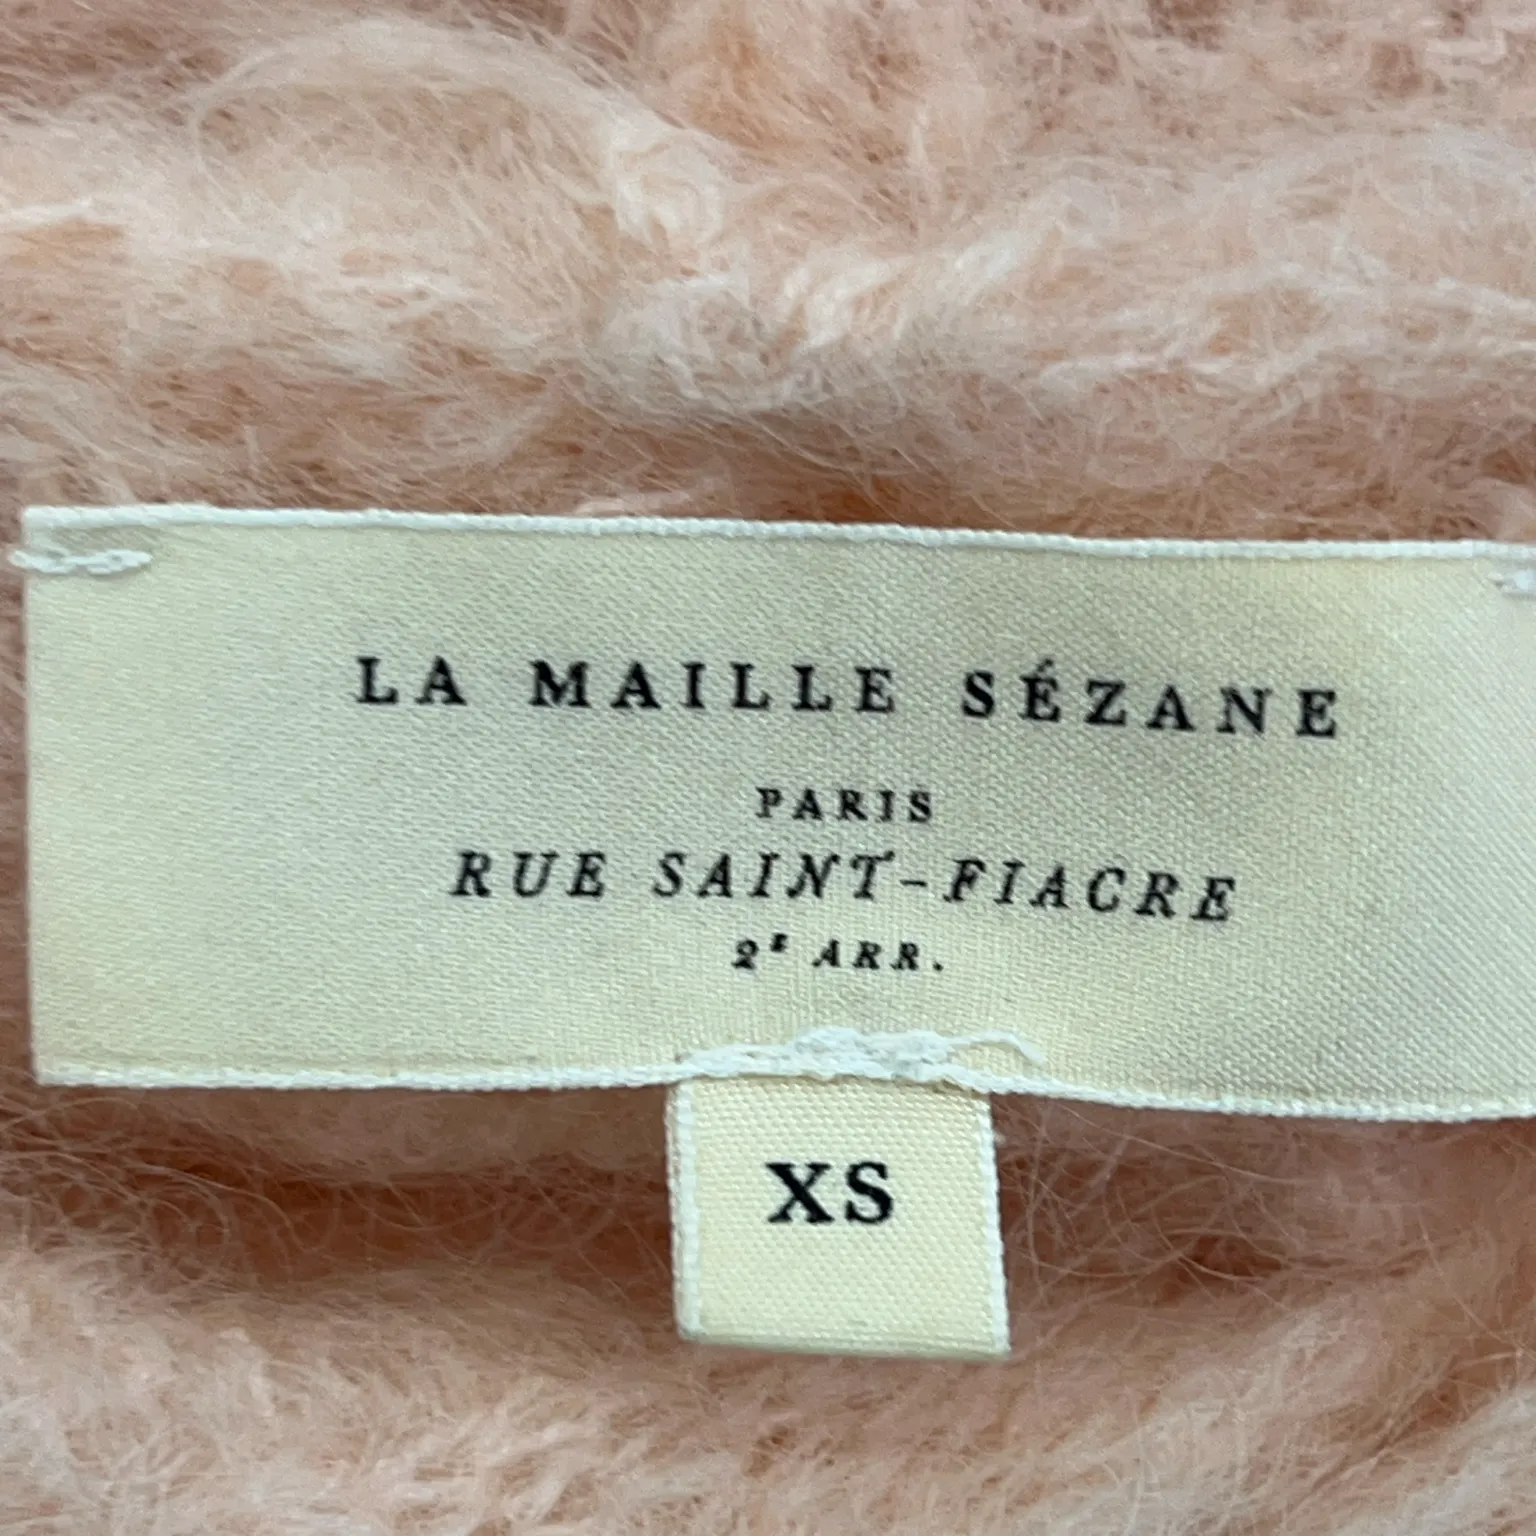 LA MAILLE SÉZANE
PARIS
RUE SAINT-FIACRE
2E ARR.
XS